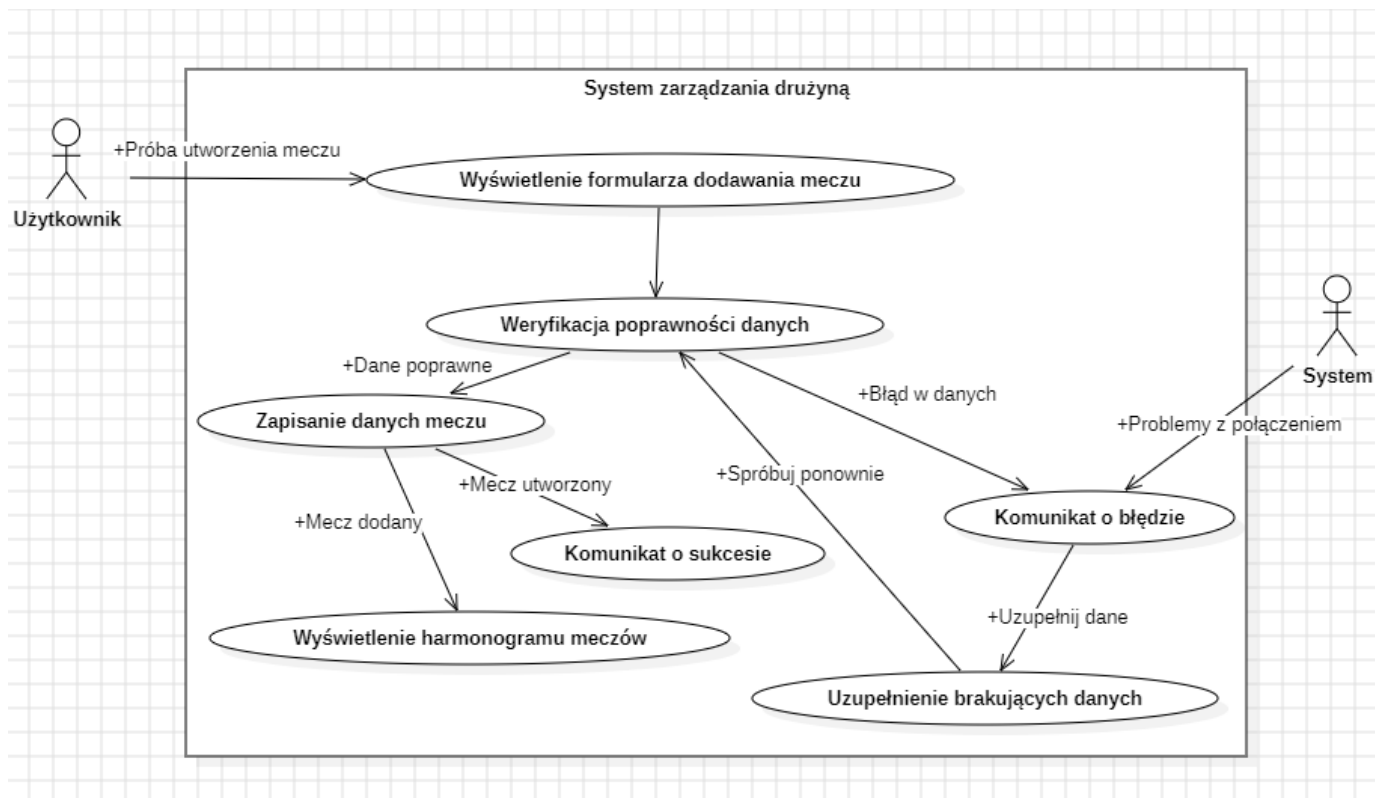 System zarządzania drużyną
+Próba utworzenia meczu
Użytkownik
Wyświetlenie formularza dodawania meczu
Weryfikacja poprawności danych
+Dane poprawne
+Błąd w danych
System
+Problemy z połączeniem
Zapisanie danych meczu
+Spróbuj ponownie
+Mecz utworzony
+Mecz dodany
Komunikat o błędzie
Komunikat o sukcesie
+Uzupełnij dane
Wyświetlenie harmonogramu meczów
Uzupełnienie brakujących danych